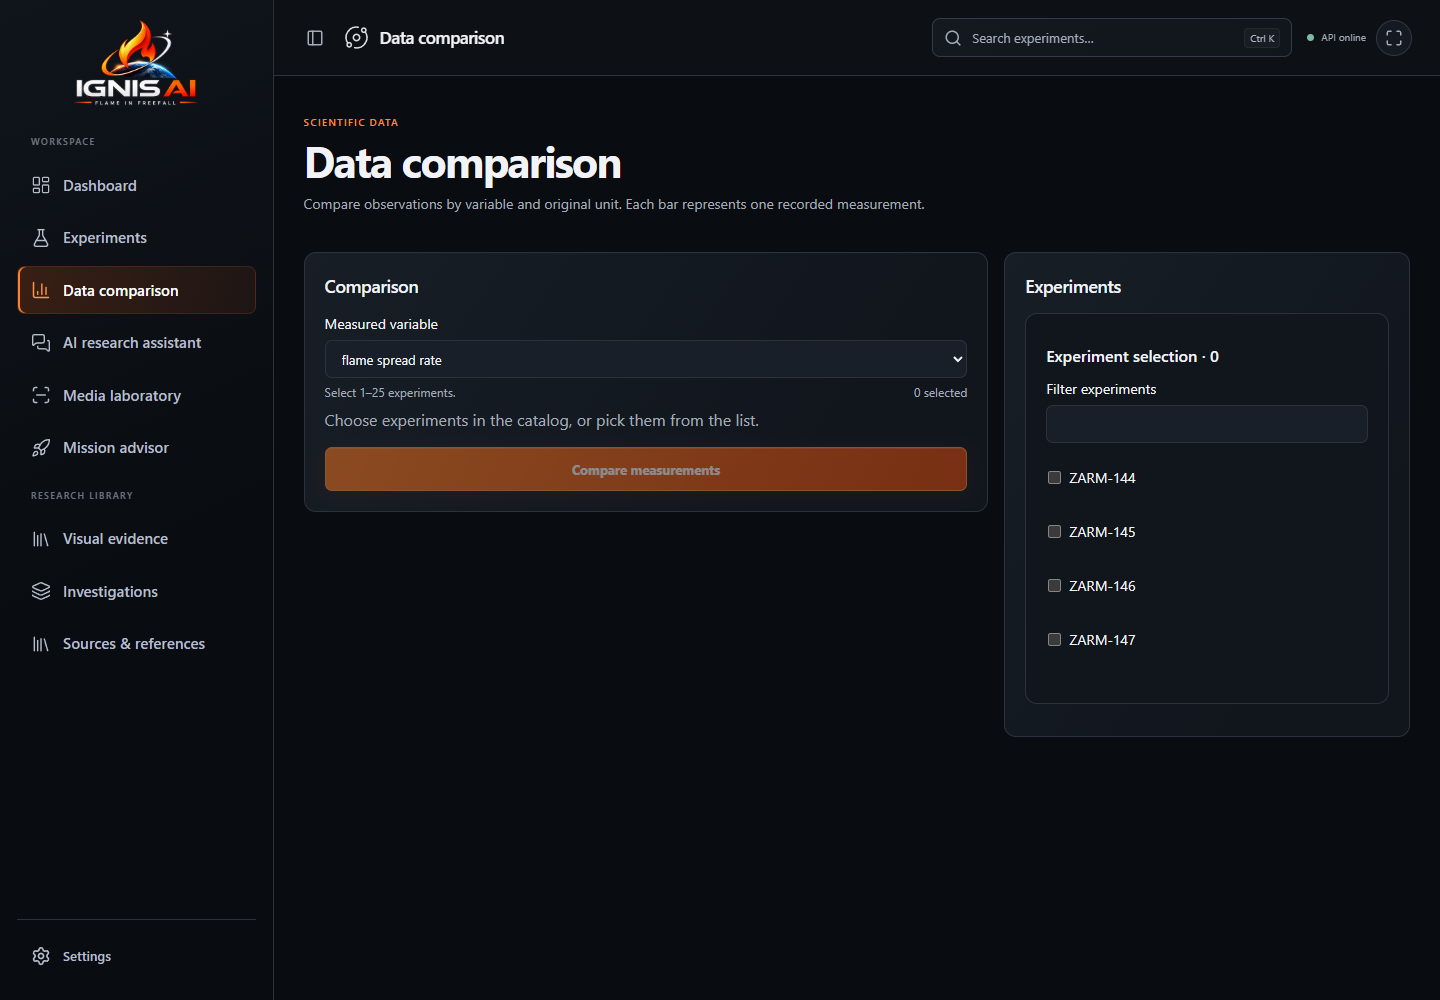 IGNIS AI
FLAME IN FREEFALL
WORKSPACE
Dashboard
Experiments
Data comparison
AI research assistant
Media laboratory
Mission advisor
RESEARCH LIBRARY
Visual evidence
Investigations
Sources & references
Settings
Data comparison
Search experiments...
Ctrl K
API online
SCIENTIFIC DATA
Data comparison
Compare observations by variable and original unit. Each bar represents one recorded measurement.
Comparison
Measured variable
flame spread rate
Select 1–25 experiments.
0 selected
Choose experiments in the catalog, or pick them from the list.
Compare measurements
Experiments
Experiment selection · 0
Filter experiments
ZARM-144
ZARM-145
ZARM-146
ZARM-147